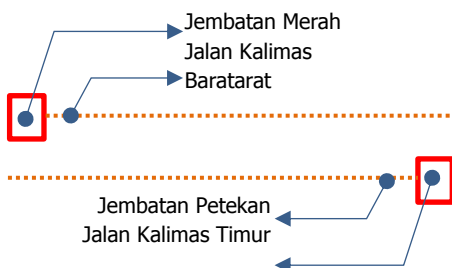 Jembatan Merah
Jalan Kalimas
Baratarat
Jembatan Petekan
Jalan Kalimas Timur